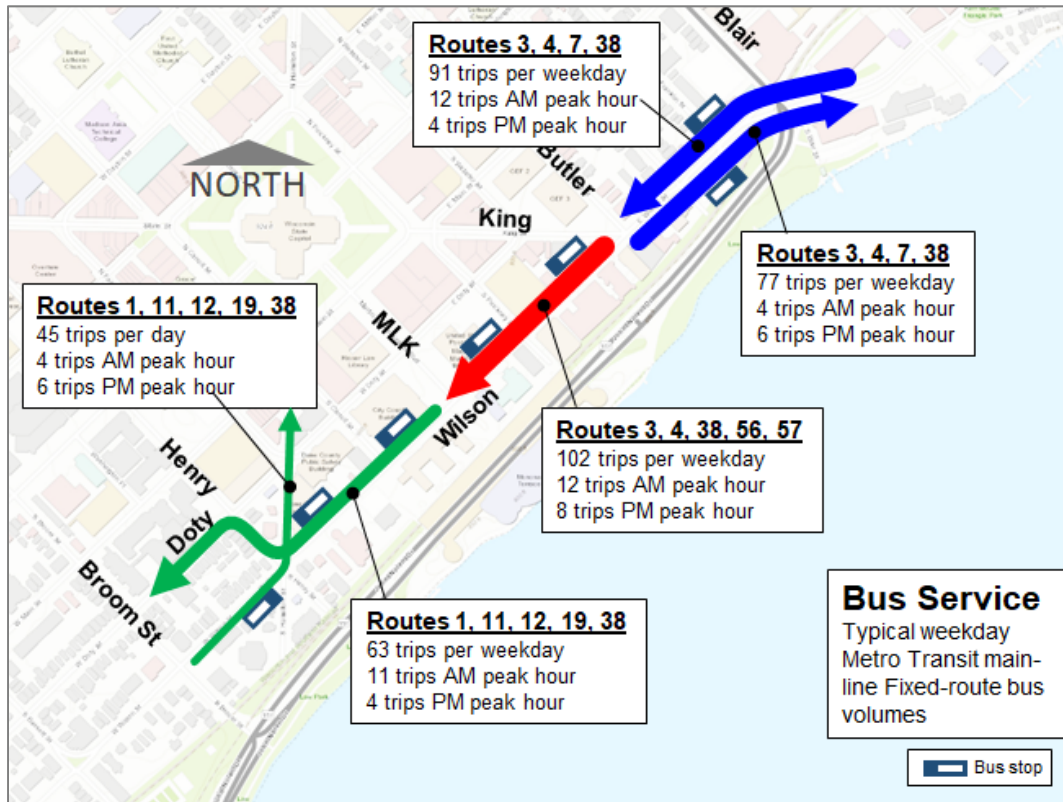 Blair
Routes 3, 4, 7, 38
91 trips per weekday
12 trips AM peak hour
4 trips PM peak hour
NORTH
Butler
King
Routes 3, 4, 7, 38
77 trips per weekday
4 trips AM peak hour
6 trips PM peak hour
Routes 1, 11, 12, 19, 38
45 trips per day
4 trips AM peak hour
6 trips PM peak hour
MLK
Wilson
Routes 3, 4, 38, 56, 57
102 trips per weekday
12 trips AM peak hour
8 trips PM peak hour
Henry
Doty
Broom St
Routes 1, 11, 12, 19, 38
63 trips per weekday
11 trips AM peak hour
4 trips PM peak hour
Bus Service
Typical weekday
Metro Transit main-
line Fixed-route bus
volumes
Bus stop